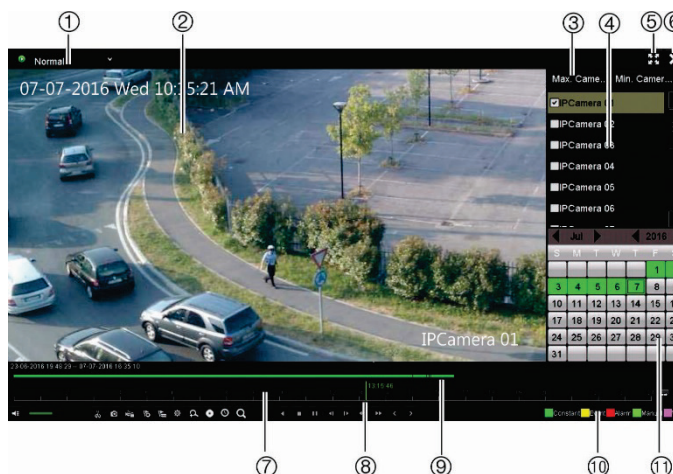 ① ② ③ ④ ⑤ ⑥
Normal
Max. Came... Min. Camer...
07-07-2016 Wed 10:15:21 AM
IPCamera 01
IPCamera 02
IPCamera 03
IPCamera 04
IPCamera 05
IPCamera 06
Jul 2016
S M T W T F
1
3 4 5 6 7 8
10 11 12 13 14 15
17 18 19 20 21 22
24 25 26 27 28 29
31
IPCamera 01
23-06-2016 19:49:29 -- 07-07-2016 16:35:10
Constant Event Alarm Manu
⑦ ⑧ ⑨ ⑩ ⑪